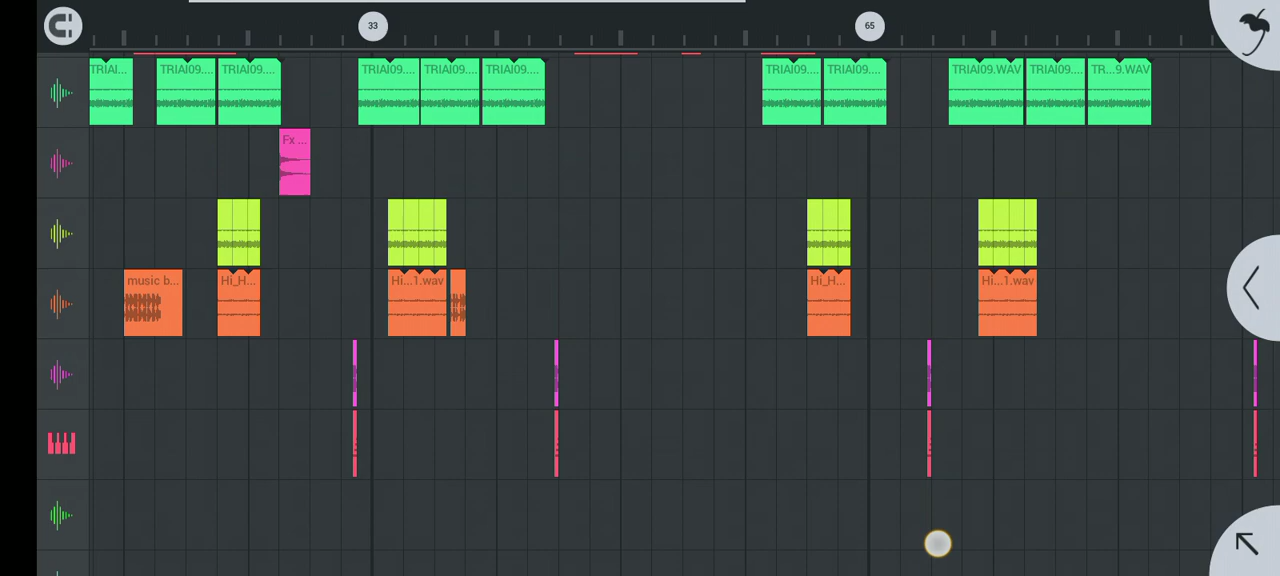 33
65
TRIAI...
TRIAI09....
TRIAI09....
TRIAI09....
TRIAI09....
TRIAI09....
TRIAI09....
TRIAI09....
TRIAI09.WAV
TRIAI09....
TR...9.WAV
Fx ...
music b...
Hi_H...
Hi...1.wav
Hi_H...
Hi...1.wav